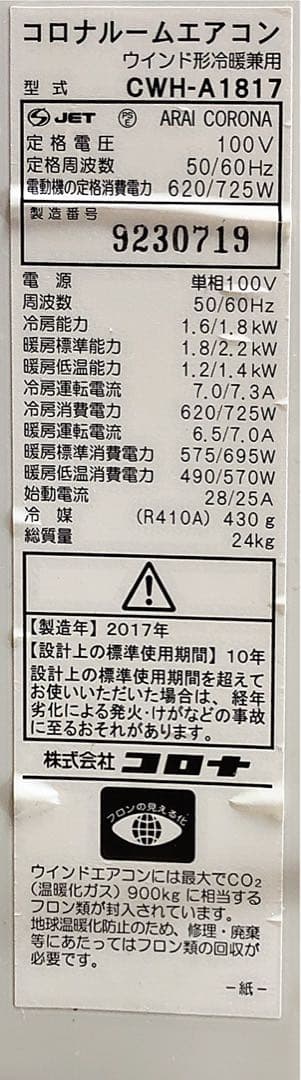 コロナルームエアコン
ウインド形冷暖兼用
型式 CWH-A1817
JET PSE ARAI CORONA
定格電圧 100V
定格周波数 50/60Hz
電動機の定格消費電力 620/725W
製造番号
9230719
電源 単相100V
周波数 50/60Hz
冷房能力 1.6/1.8kW
暖房標準能力 1.8/2.2kW
暖房低温能力 1.2/1.4kW
冷房運転電流 7.0/7.3A
冷房消費電力 620/725W
暖房運転電流 6.5/7.0A
暖房標準消費電力 575/695W
暖房低温消費電力 490/570W
始動電流 28/25A
冷媒 (R410A) 430g
総質量 24kg
【製造年】2017年
【設計上の標準使用期間】10年
設計上の標準使用期間を超えて
お使いいただいた場合は、経年
劣化による発火・けがなどの事故
に至るおそれがあります。
株式会社 コロナ
フロンの見える化
ウインドエアコンには最大でCO₂
(温暖化ガス) 900kgに相当する
フロン類が封入されています。
地球温暖化防止のため、修理・廃棄
等にあたってはフロン類の回収が
必要です。
-紙-